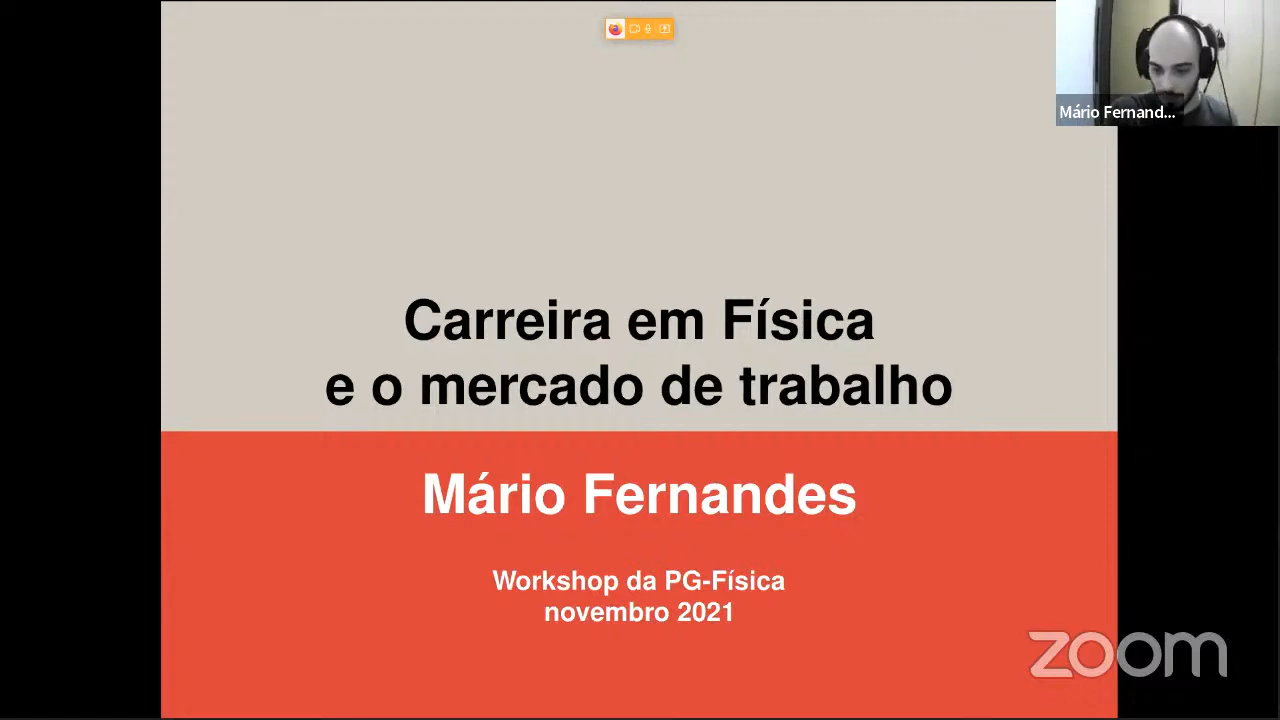 Mário Fernand...
Carreira em Física
e o mercado de trabalho
Mário Fernandes
Workshop da PG-Física
novembro 2021
zoom